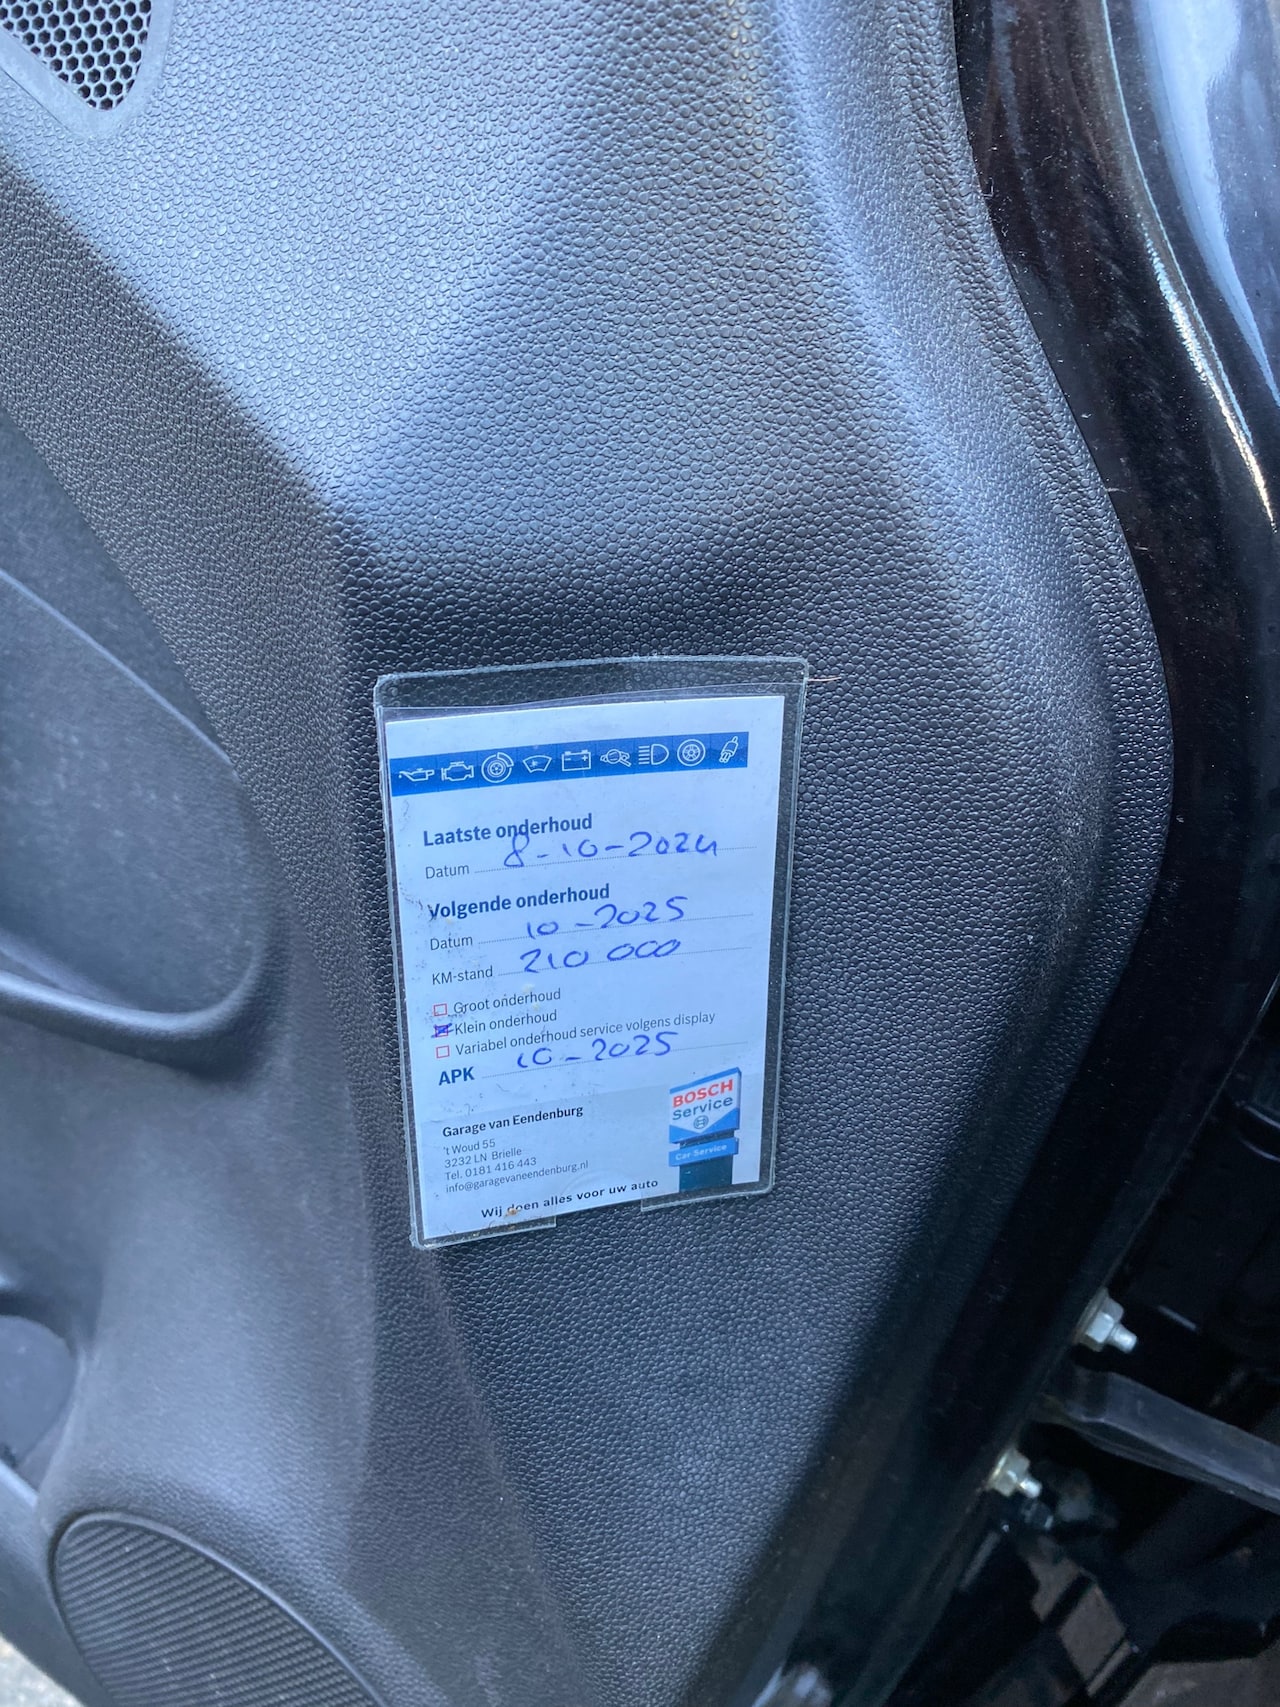 Laatste onderhoud
Datum 8-10-2024
Volgende onderhoud
Datum 10-2025
KM-stand 210 000
Groot onderhoud
Klein onderhoud
Variabel onderhoud service volgens display
APK 10-2025
Garage van Eendenburg
't Woud 55
3232 LN Brielle
Tel. 0181 416 443
info@garagevaneendenburg.nl
BOSCH
Service
Car Service
Wij doen alles voor uw auto